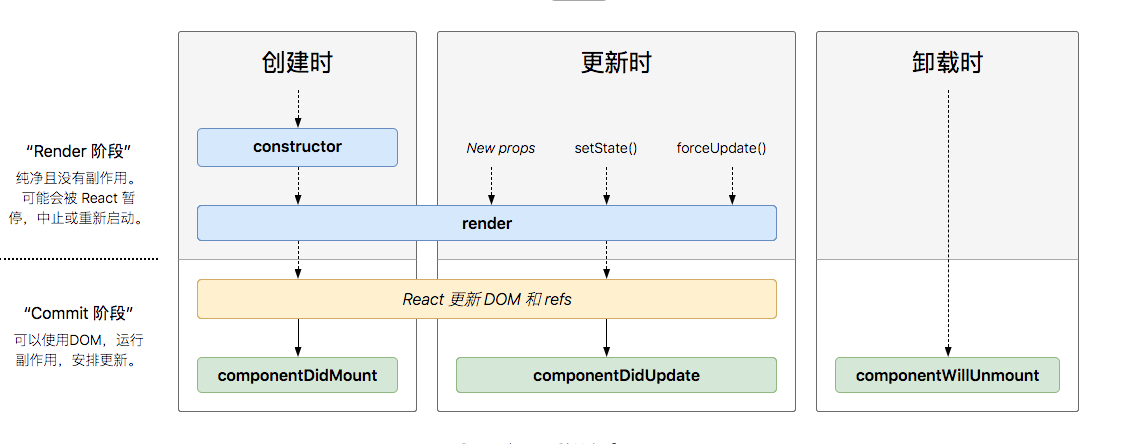 创建时
更新时
卸载时
“Render 阶段”
纯净且没有副作用。
可能会被 React 暂
停，中止或重新启动。
constructor
New props
setState()
forceUpdate()
render
“Commit 阶段”
可以使用DOM，运行
副作用，安排更新。
React 更新 DOM 和 refs
componentDidMount
componentDidUpdate
componentWillUnmount